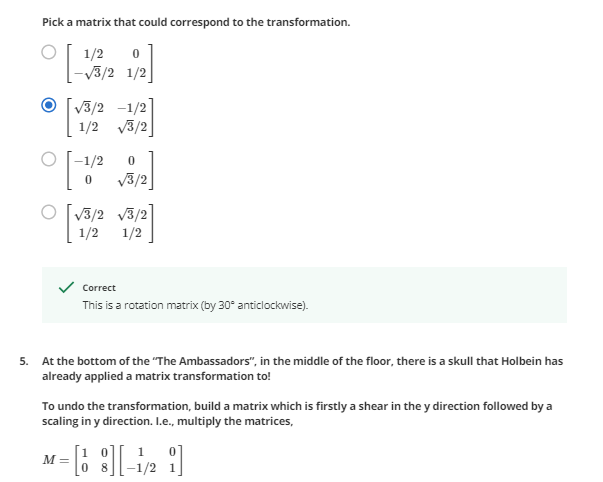 Pick a matrix that could correspond to the transformation.
[ 1/2 0 ]
[ −√3/2 1/2 ]
[ √3/2 −1/2 ]
[ 1/2 √3/2 ]
[ −1/2 0 ]
[ 0 √3/2 ]
[ √3/2 √3/2 ]
[ 1/2 1/2 ]
Correct
This is a rotation matrix (by 30° anticlockwise).
5. At the bottom of the "The Ambassadors", in the middle of the floor, there is a skull that Holbein has
already applied a matrix transformation to!
To undo the transformation, build a matrix which is firstly a shear in the y direction followed by a
scaling in y direction. I.e., multiply the matrices,
M = [ 1 0 ] [ 1 0 ]
[ 0 8 ] [ −1/2 1 ]